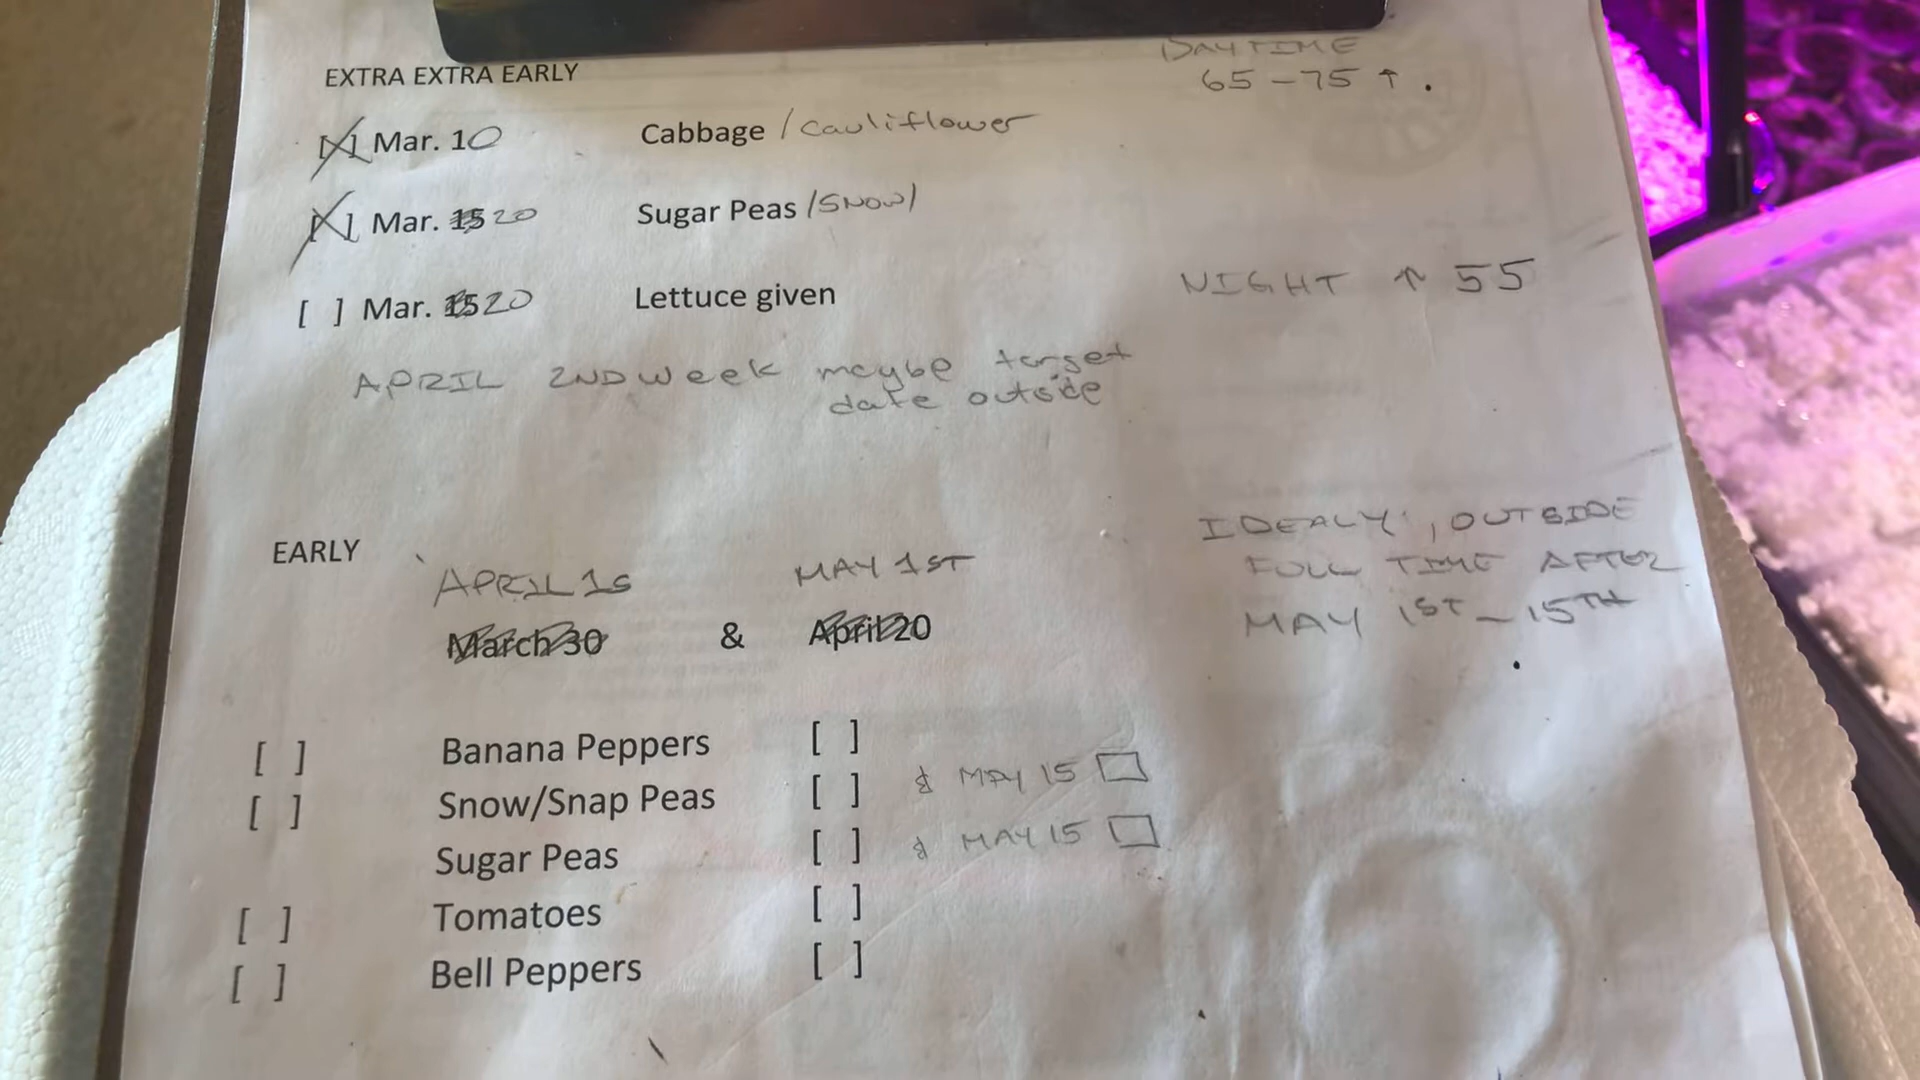 DAYTIME
EXTRA EXTRA EARLY
65-75 ↑ .
[X] Mar. 10 Cabbage / cauliflower
[X] Mar. 15 20 Sugar Peas /SNOW/
[ ] Mar. 15 20 Lettuce given
NIGHT ↑ 55
APRIL 2ND week maybe target
date outside
IDEALY, OUTSIDE
FULL TIME AFTER
MAY 1ST - 15TH
EARLY
APRIL 1s MAY 1ST
March 30 & April 20
[ ] Banana Peppers [ ]
[ ] Snow/Snap Peas [ ] & MAY 15 □
Sugar Peas [ ] & MAY 15 □
[ ] Tomatoes [ ]
[ ] Bell Peppers [ ]